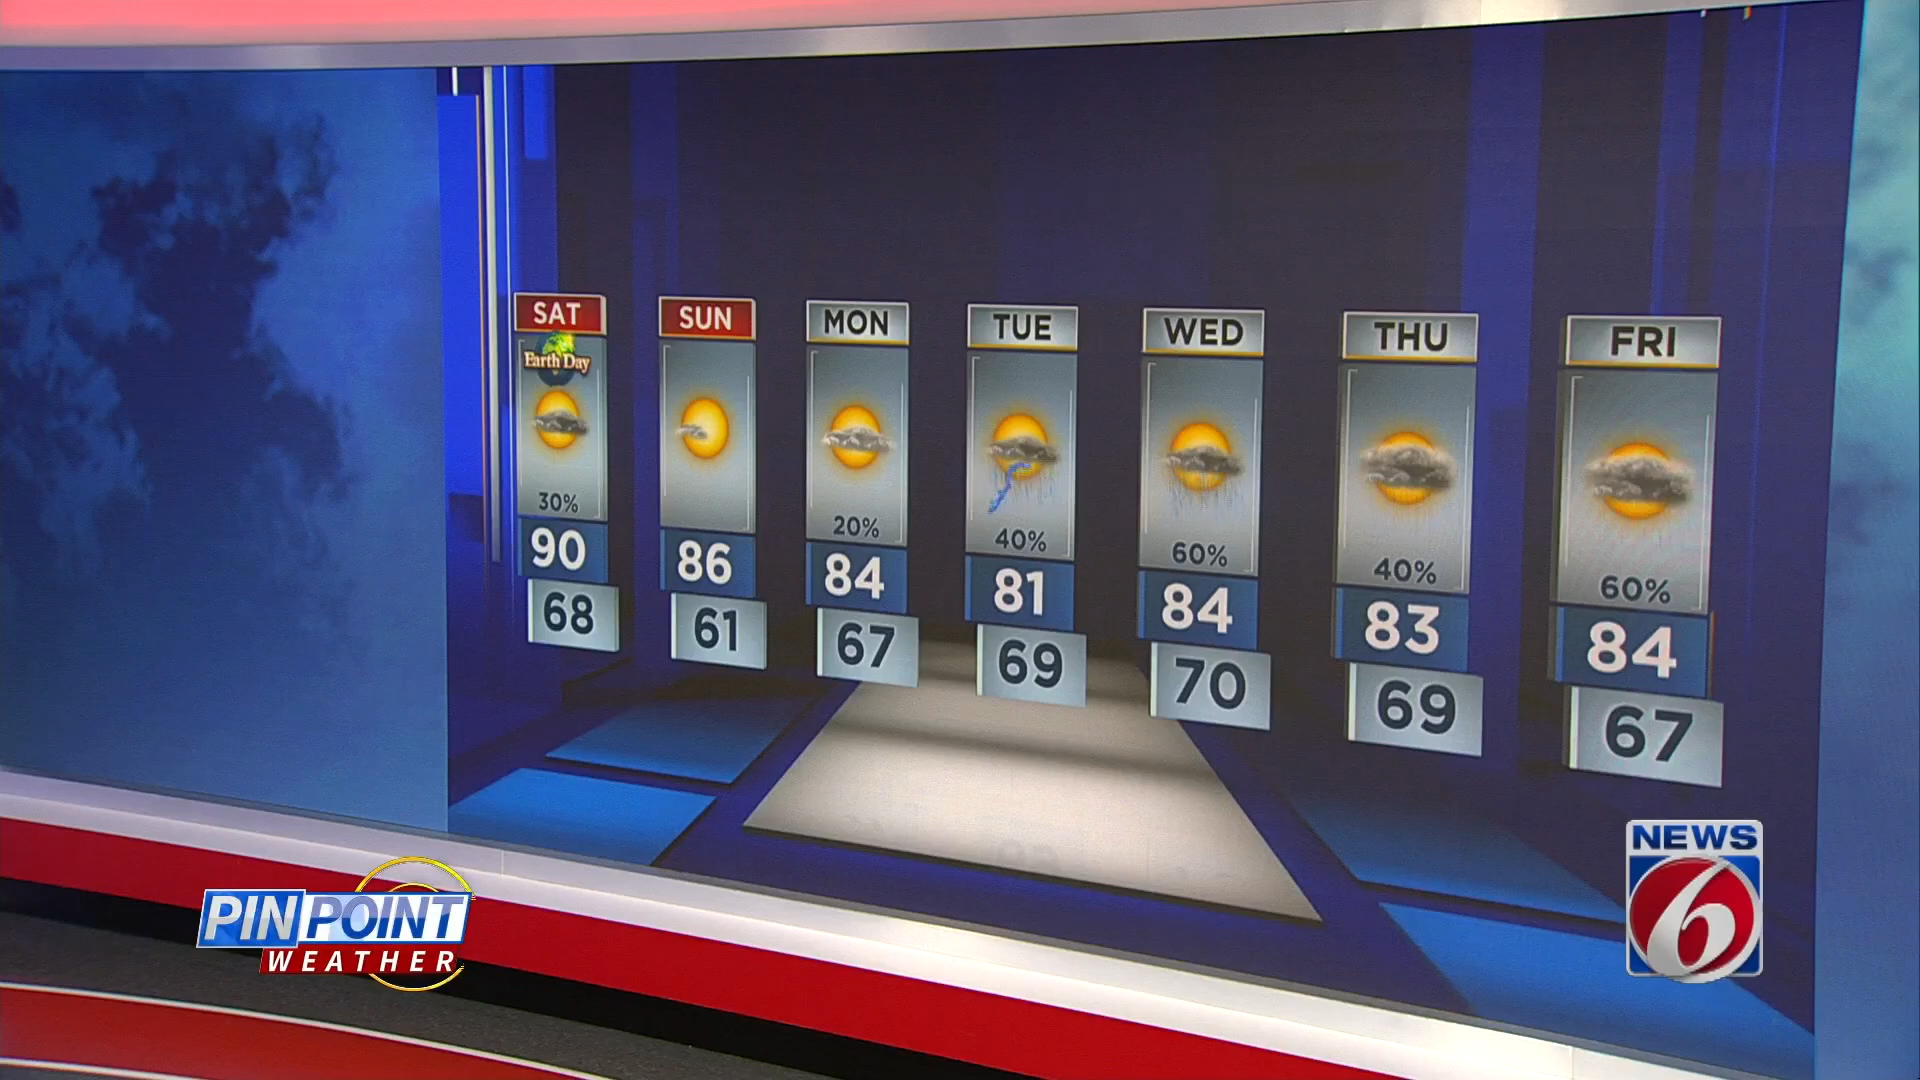 SAT SUN MON TUE WED THU FRI
Earth Day
30% 20% 40% 60% 40% 60%
90 86 84 81 84 83 84
68 61 67 69 70 69 67
NEWS
6
PINPOINT
WEATHER